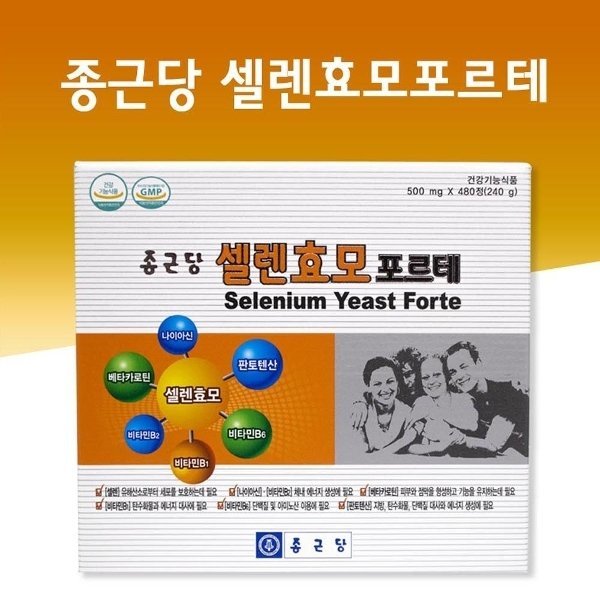 종근당 셀렌효모포르테
건강
기능식품
GMP
건강기능식품
500 mg X 480정(240 g)
종근당 셀렌효모 포르테
Selenium Yeast Forte
나이아신
판토텐산
베타카로틴
셀렌효모
비타민B2
비타민B6
비타민B1
[셀렌] 유해산소로부터 세포를 보호하는데 필요 [나이아신]·[비타민B2] 체내 에너지 생성에 필요 [베타카로틴] 피부와 점막을 형성하고 기능을 유지하는데 필요
[비타민B1] 탄수화물과 에너지 대사에 필요 [비타민B6] 단백질 및 아미노산 이용에 필요 [판토텐산] 지방, 탄수화물, 단백질 대사와 에너지 생성에 필요
종근당